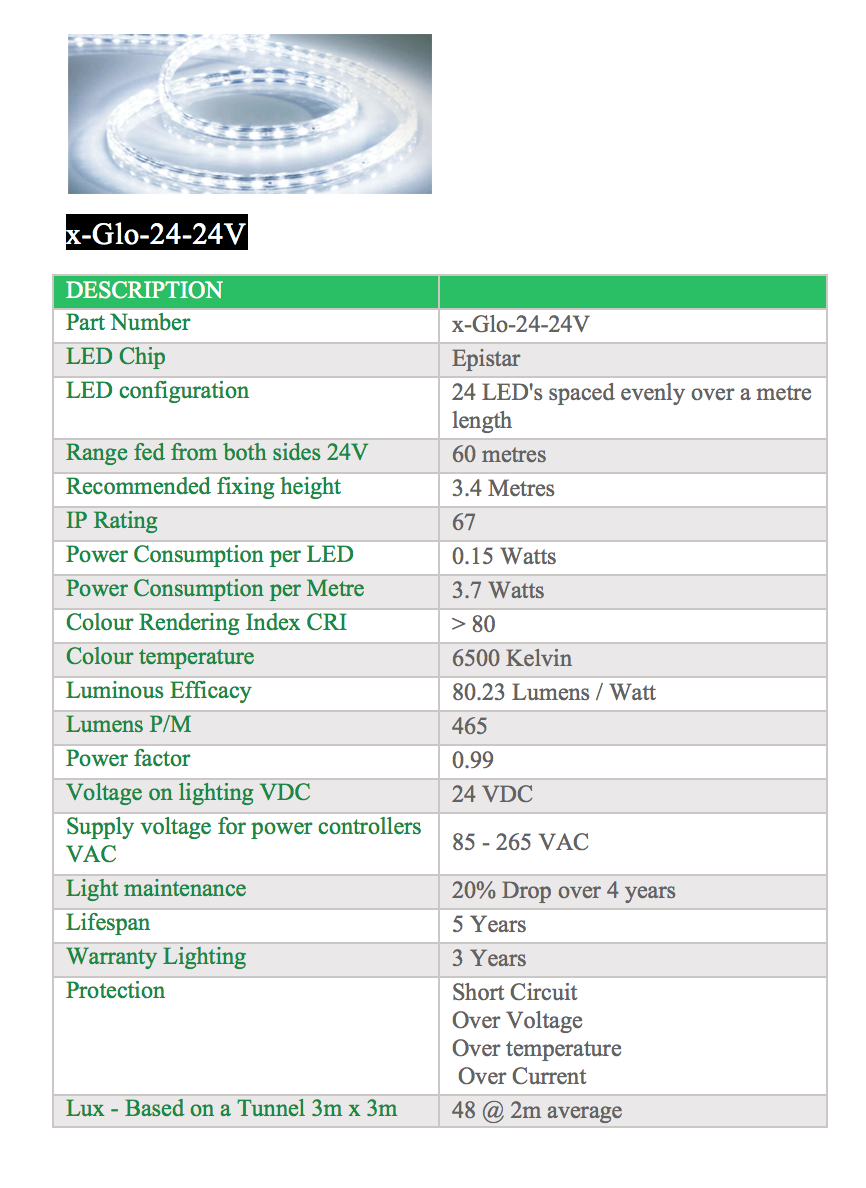 x-Glo-24-24V
DESCRIPTION
Part Number x-Glo-24-24V
LED Chip Epistar
LED configuration 24 LED's spaced evenly over a metre
length
Range fed from both sides 24V 60 metres
Recommended fixing height 3.4 Metres
IP Rating 67
Power Consumption per LED 0.15 Watts
Power Consumption per Metre 3.7 Watts
Colour Rendering Index CRI > 80
Colour temperature 6500 Kelvin
Luminous Efficacy 80.23 Lumens / Watt
Lumens P/M 465
Power factor 0.99
Voltage on lighting VDC 24 VDC
Supply voltage for power controllers
VAC 85 - 265 VAC
Light maintenance 20% Drop over 4 years
Lifespan 5 Years
Warranty Lighting 3 Years
Protection Short Circuit
Over Voltage
Over temperature
Over Current
Lux - Based on a Tunnel 3m x 3m 48 @ 2m average